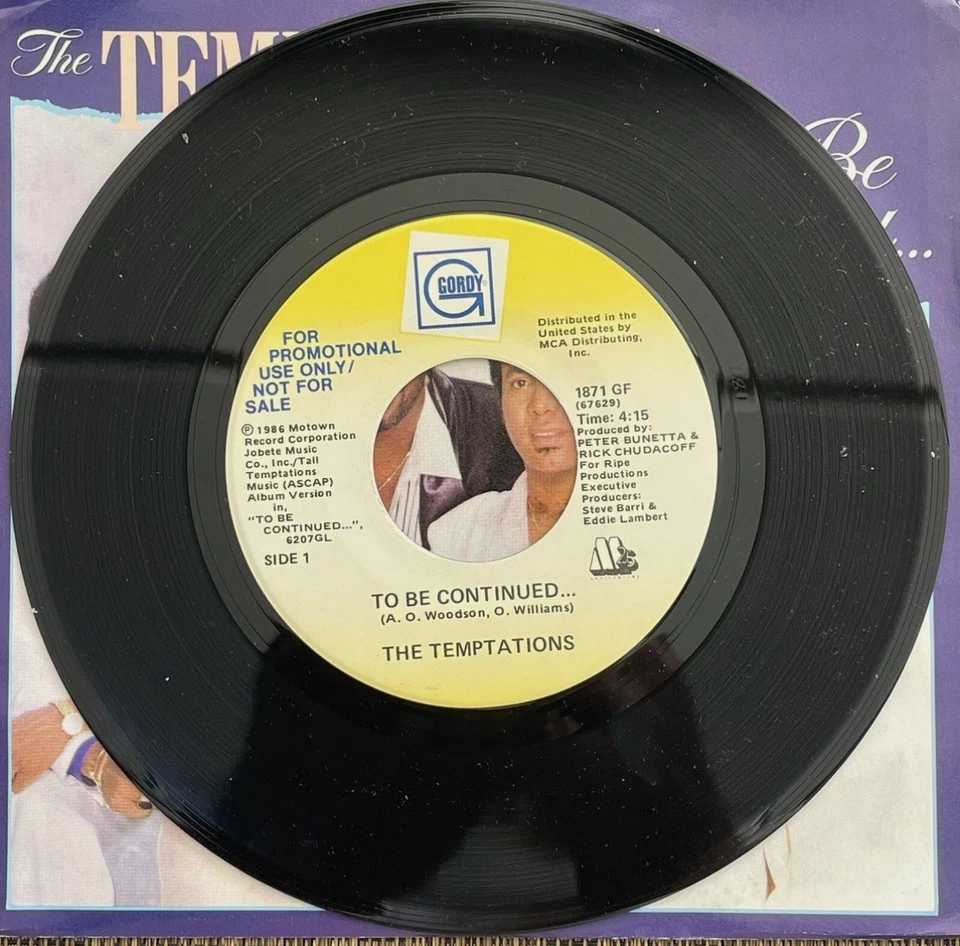 The TEM
Be
...
GORDY
G
FOR
PROMOTIONAL
USE ONLY/
NOT FOR
SALE
℗ 1986 Motown
Record Corporation
Jobete Music
Co., Inc./Tall
Temptations
Music (ASCAP)
Album Version
in,
"TO BE
CONTINUED...",
6207GL
SIDE 1
Distributed in the
United States by
MCA Distributing,
Inc.
1871 GF
(67629)
Time: 4:15
Produced by:
PETER BUNETTA &
RICK CHUDACOFF
For Ripe
Productions
Executive
Producers:
Steve Barri &
Eddie Lambert
TO BE CONTINUED...
(A. O. Woodson, O. Williams)
THE TEMPTATIONS